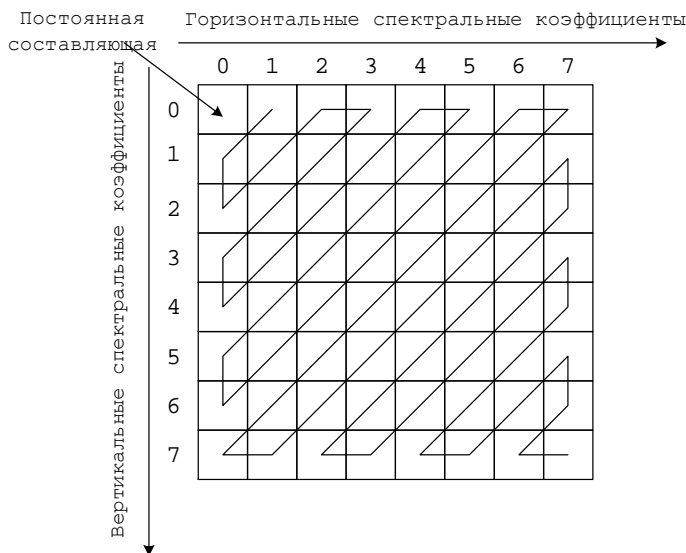 Постоянная
составляющая
Горизонтальные спектральные коэффициенты
0 1 2 3 4 5 6 7
0
1
2
3
4
5
6
7
Вертикальные спектральные коэффициенты